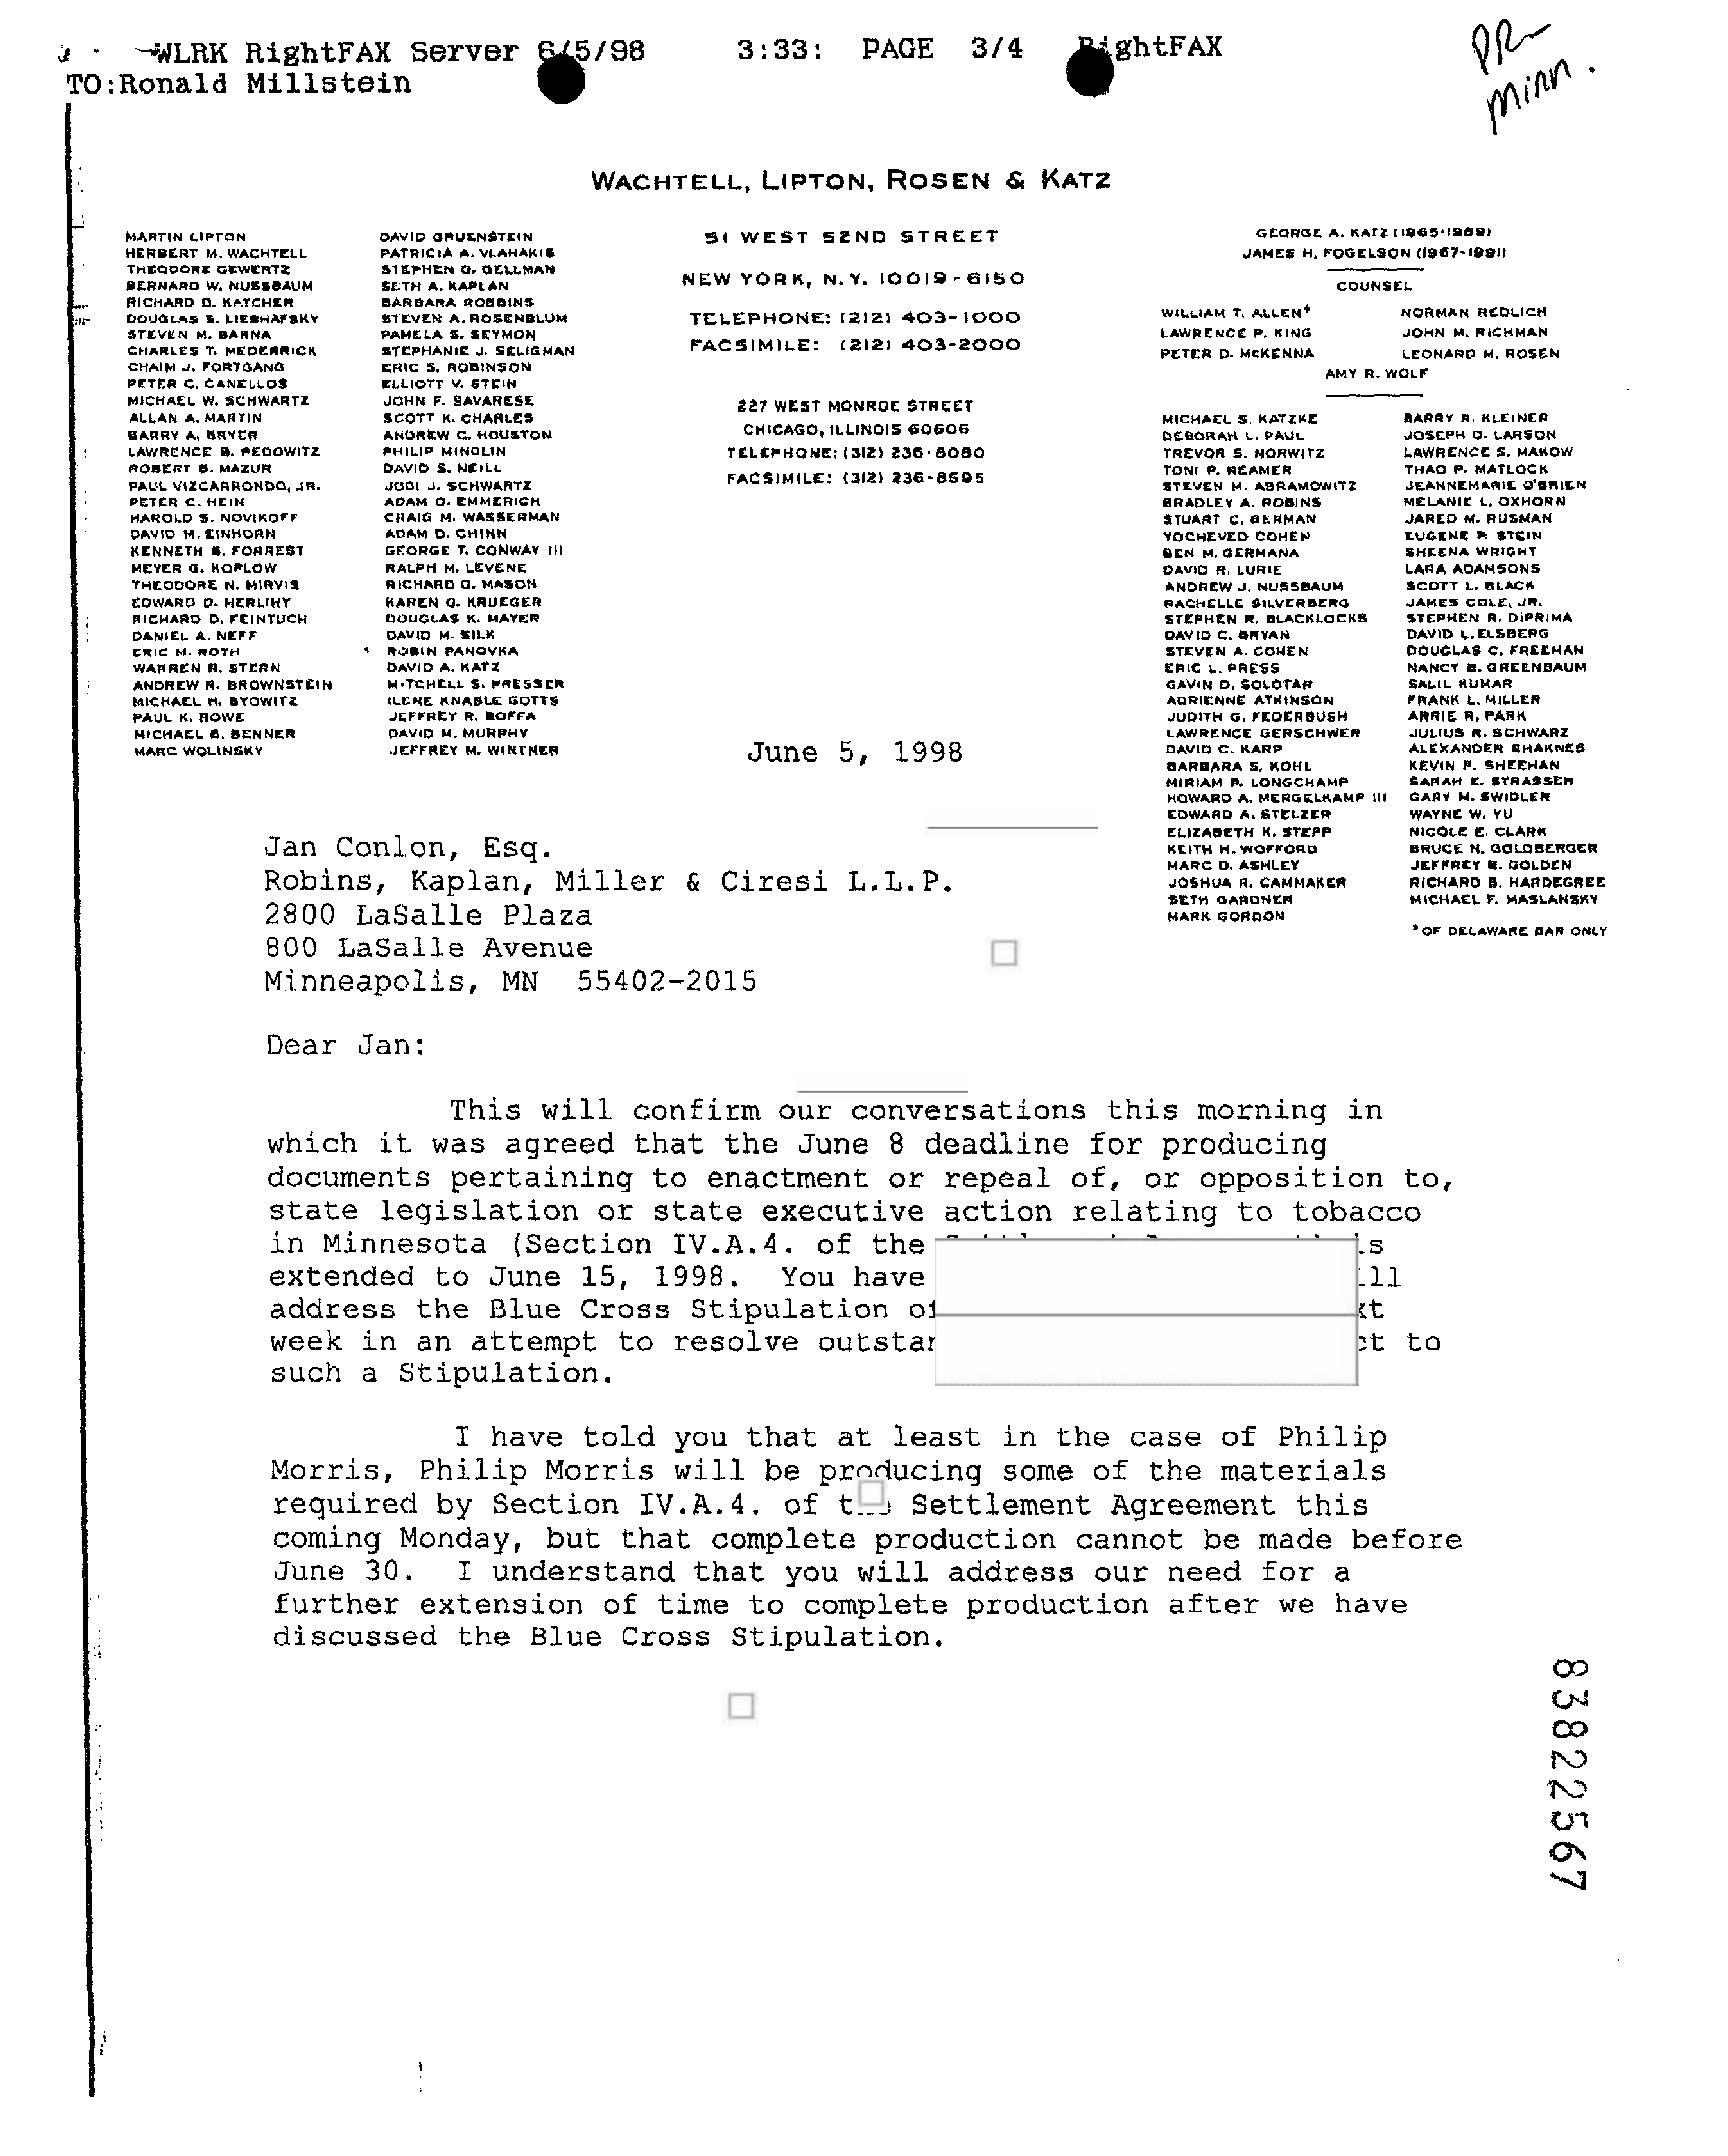 WLRK RightFAX Server 6/5/98 3:33: PAGE 3/4 RightFAX
TO:Ronald Millstein
PR
Minn.
WACHTELL, LIPTON, ROSEN & KATZ
MARTIN LIPTON
HERBERT M. WACHTELL
THEODORE GEWERTZ
BERNARD W. NUSSBAUM
RICHARD D. KATCHER
DOUGLAS S. LIEBHAFSKY
STEVEN M. BARNA
CHARLES T. MEDERRICK
CHAIM J. FORTGANG
PETER C. CANELLOS
MICHAEL W. SCHWARTZ
ALLAN A. MARTIN
BARRY A. BRYER
LAWRENCE B. PEDOWITZ
ROBERT B. MAZUR
PAUL VIZCARRONDO, JR.
PETER C. HEIN
HAROLD S. NOVIKOFF
DAVID M. EINHORN
KENNETH B. FORREST
MEYER G. KOPLOW
THEODORE N. MIRVIS
EDWARD D. HERLIHY
RICHARD D. FEINTUCH
DANIEL A. NEFF
ERIC M. ROTH
WARREN R. STERN
ANDREW R. BROWNSTEIN
MICHAEL H. BYOWITZ
PAUL K. ROWE
MICHAEL B. BENNER
MARC WOLINSKY
DAVID GRUENSTEIN
PATRICIA A. VLAHAKIS
STEPHEN G. GELLMAN
SETH A. KAPLAN
BARBARA ROBBINS
STEVEN A. ROSENBLUM
PAMELA S. SEYMON
STEPHANIE J. SELIGMAN
ERIC S. ROBINSON
ELLIOTT V. STEIN
JOHN F. SAVARESE
SCOTT K. CHARLES
ANDREW C. HOUSTON
PHILIP MINDLIN
DAVID S. NEILL
JODI J. SCHWARTZ
ADAM O. EMMERICH
CRAIG M. WASSERMAN
ADAM D. CHINN
GEORGE T. CONWAY III
RALPH M. LEVENE
RICHARD G. MASON
KAREN G. KRUEGER
DOUGLAS K. MAYER
DAVID M. SILK
ROBIN PANOVKA
DAVID A. KATZ
MITCHELL S. PRESSER
ILENE KNABLE GOTTS
JEFFREY R. BOFFA
DAVID M. MURPHY
JEFFREY M. WINTNER
51 WEST 52ND STREET
NEW YORK, N.Y. 10019-6150
TELEPHONE: (212) 403-1000
FACSIMILE: (212) 403-2000
227 WEST MONROE STREET
CHICAGO, ILLINOIS 60606
TELEPHONE: (312) 236-8080
FACSIMILE: (312) 236-8595
GEORGE A. KATZ (1965-1989)
JAMES H. FOGELSON (1967-1991)
COUNSEL
WILLIAM T. ALLEN*
LAWRENCE P. KING
PETER D. McKENNA
NORMAN REDLICH
JOHN M. RICHMAN
LEONARD M. ROSEN
AMY R. WOLF
MICHAEL S. KATZKE
DEBORAH L. PAUL
TREVOR S. NORWITZ
TONI P. REAMER
STEVEN M. ABRAMOWITZ
BRADLEY A. ROBINS
STUART C. BERMAN
YOCHEVED COHEN
BEN M. GERMANA
DAVID R. LURIE
ANDREW J. NUSSBAUM
RACHELLE SILVERBERG
STEPHEN R. BLACKLOCKS
DAVID C. BRYAN
STEVEN A. COHEN
ERIC L. PRESS
GAVIN D. SOLOTAR
ADRIENNE ATKINSON
JUDITH G. FEDERBUSH
LAWRENCE GERSCHWER
DAVID C. KARP
BARBARA S. KOHL
MIRIAM P. LONGCHAMP
HOWARD A. MERGELKAMP III
EDWARD A. STELZER
ELIZABETH K. STEPP
KEITH H. WOFFORD
MARC D. ASHLEY
JOSHUA R. CAMMAKER
SETH GARDNER
MARK GORDON
BARRY R. KLEINER
JOSEPH D. LARSON
LAWRENCE S. MAKOW
THAO P. MATLOCK
JEANNEMARIE O'BRIEN
MELANIE L. OXHORN
JARED M. RUSMAN
EUGENE P. STEIN
SHEENA WRIGHT
LARA ADAMSONS
SCOTT L. BLACK
JAMES COLE, JR.
STEPHEN R. DiPRIMA
DAVID L. ELSBERG
DOUGLAS C. FREEMAN
NANCY B. GREENBAUM
SALIL KUMAR
FRANK L. MILLER
ANNIE R. PARK
JULIUS R. SCHWARZ
ALEXANDER SHAKNES
KEVIN P. SHEEHAN
SARAH E. STRASSER
GARY M. SWIDLER
WAYNE W. YU
NICOLE E. CLARK
BRUCE N. GOLDBERGER
JEFFREY B. GOLDEN
RICHARD B. HARDEGREE
MICHAEL F. MASLANSKY
*OF DELAWARE BAR ONLY
June 5, 1998
Jan Conlon, Esq.
Robins, Kaplan, Miller & Ciresi L.L.P.
2800 LaSalle Plaza
800 LaSalle Avenue
Minneapolis, MN 55402-2015
Dear Jan:
This will confirm our conversations this morning in
which it was agreed that the June 8 deadline for producing
documents pertaining to enactment or repeal of, or opposition to,
state legislation or state executive action relating to tobacco
in Minnesota (Section IV.A.4. of the
extended to June 15, 1998. You have
address the Blue Cross Stipulation
week in an attempt to resolve to
such a Stipulation.
I have told you that at least in the case of Philip
Morris, Philip Morris will be producing some of the materials
required by Section IV.A.4. of Settlement Agreement this
coming Monday, but that complete production cannot be made before
June 30. I understand that you will address our need for a
further extension of time to complete production after we have
discussed the Blue Cross Stipulation.
83822567